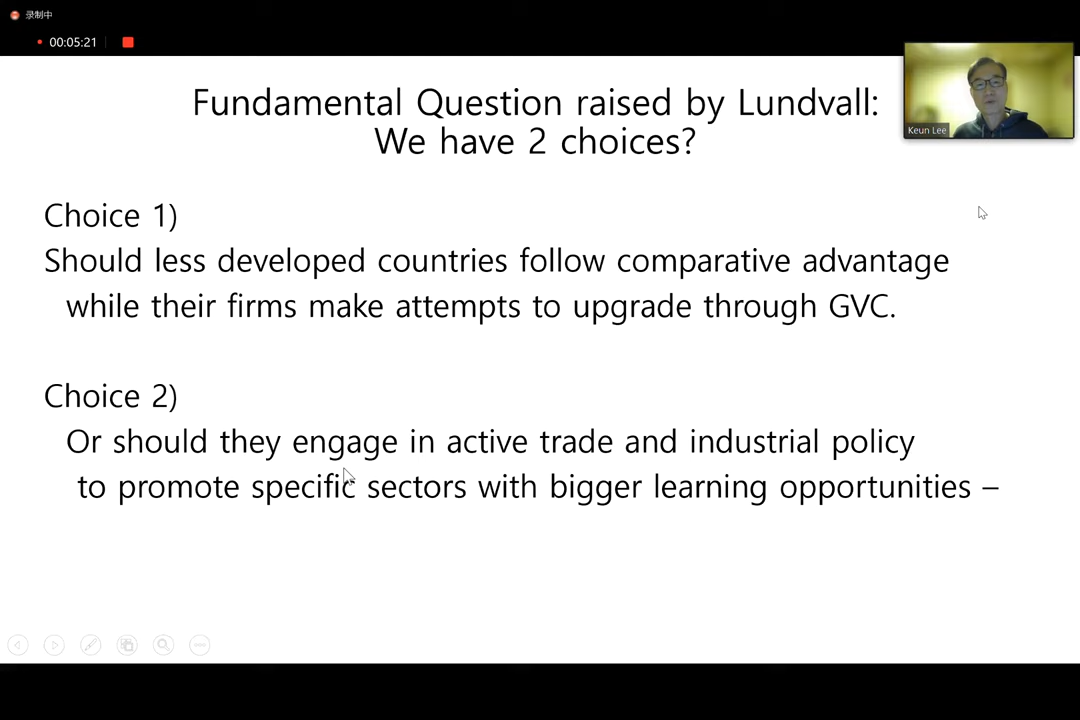 录制中
00:05:21
Fundamental Question raised by Lundvall:
We have 2 choices?
Keun Lee
Choice 1)
Should less developed countries follow comparative advantage
while their firms make attempts to upgrade through GVC.
Choice 2)
Or should they engage in active trade and industrial policy
to promote specific sectors with bigger learning opportunities –